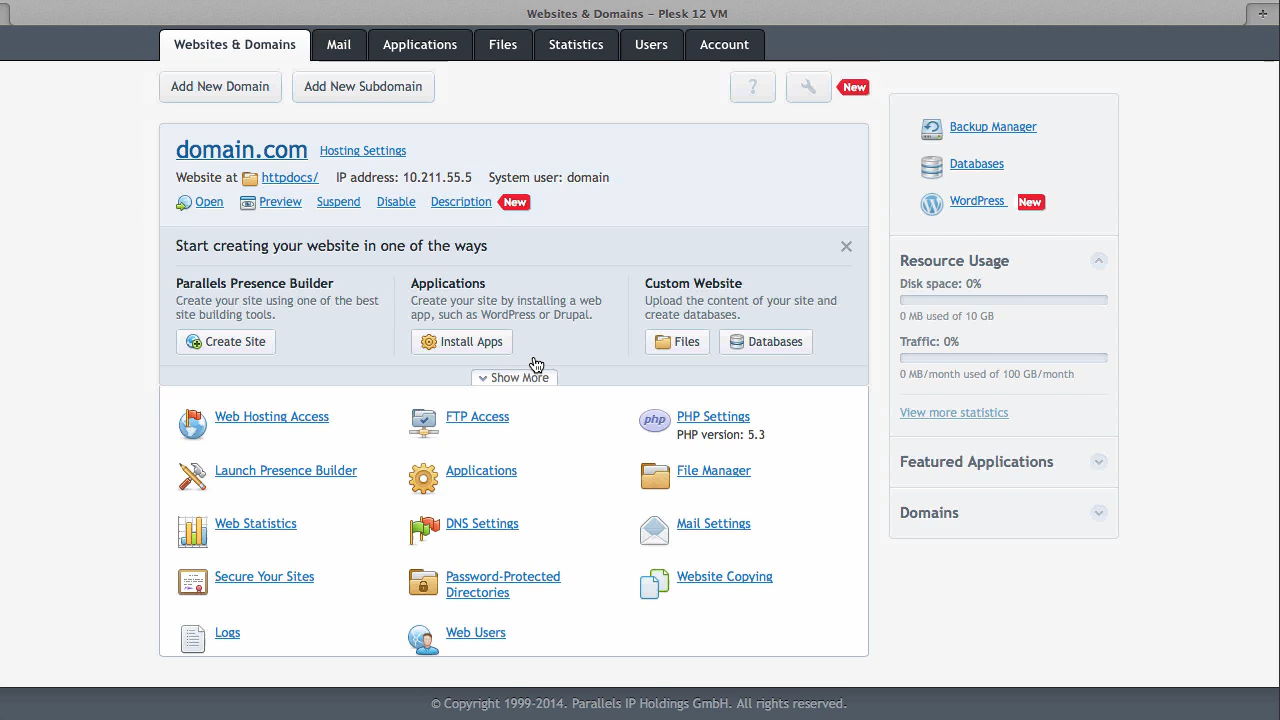 Websites & Domains – Plesk 12 VM
Websites & Domains Mail Applications Files Statistics Users Account
Add New Domain Add New Subdomain ? New
domain.com Hosting Settings
Website at httpdocs/ IP address: 10.211.55.5 System user: domain
Open Preview Suspend Disable Description New
Start creating your website in one of the ways
Parallels Presence Builder
Create your site using one of the best
site building tools.
Create Site
Applications
Create your site by installing a web
app, such as WordPress or Drupal.
Install Apps
Custom Website
Upload the content of your site and
create databases.
Files Databases
Show More
Web Hosting Access FTP Access php PHP Settings
PHP version: 5.3
Launch Presence Builder Applications File Manager
Web Statistics DNS Settings Mail Settings
Secure Your Sites Password-Protected
Directories Website Copying
Logs Web Users
Backup Manager
Databases
WordPress New
Resource Usage
Disk space: 0%
0 MB used of 10 GB
Traffic: 0%
0 MB/month used of 100 GB/month
View more statistics
Featured Applications
Domains
© Copyright 1999-2014. Parallels IP Holdings GmbH. All rights reserved.